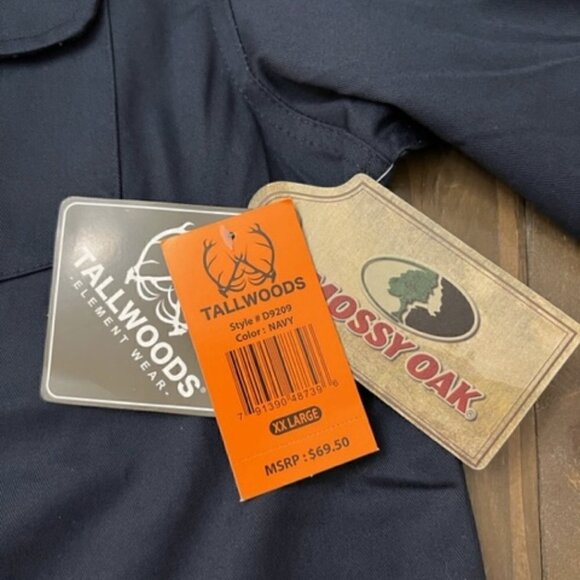 TALLWOODS
-ELEMENT WEAR-
TALLWOODS
Style # D9209
Color : NAVY
7 91390 48739 6
XX LARGE
MSRP : $69.50
MOSSY OAK